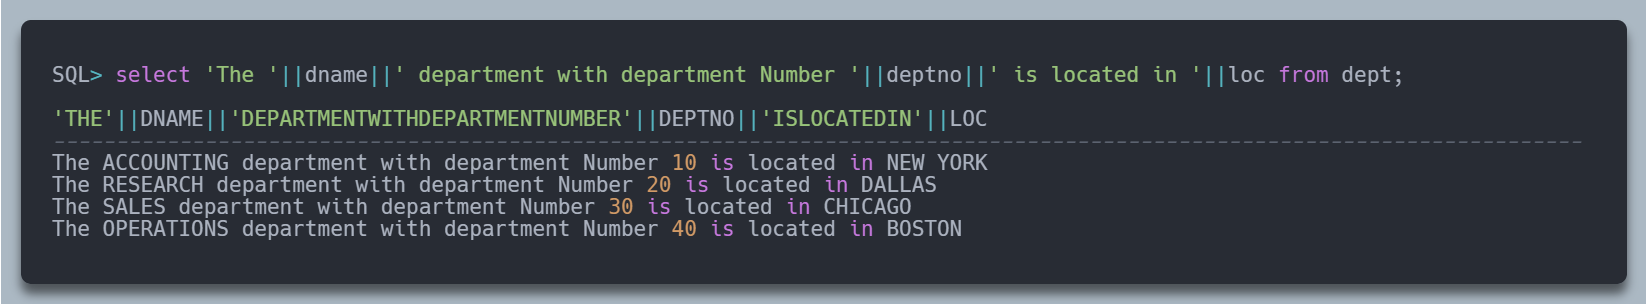 SQL> select 'The '||dname||' department with department Number '||deptno||' is located in '||loc from dept;
'THE'||DNAME||'DEPARTMENTWITHDEPARTMENTNUMBER'||DEPTNO||'ISLOCATEDIN'||LOC
-------------------------------------------------------------------------------------------------------------------------
The ACCOUNTING department with department Number 10 is located in NEW YORK
The RESEARCH department with department Number 20 is located in DALLAS
The SALES department with department Number 30 is located in CHICAGO
The OPERATIONS department with department Number 40 is located in BOSTON